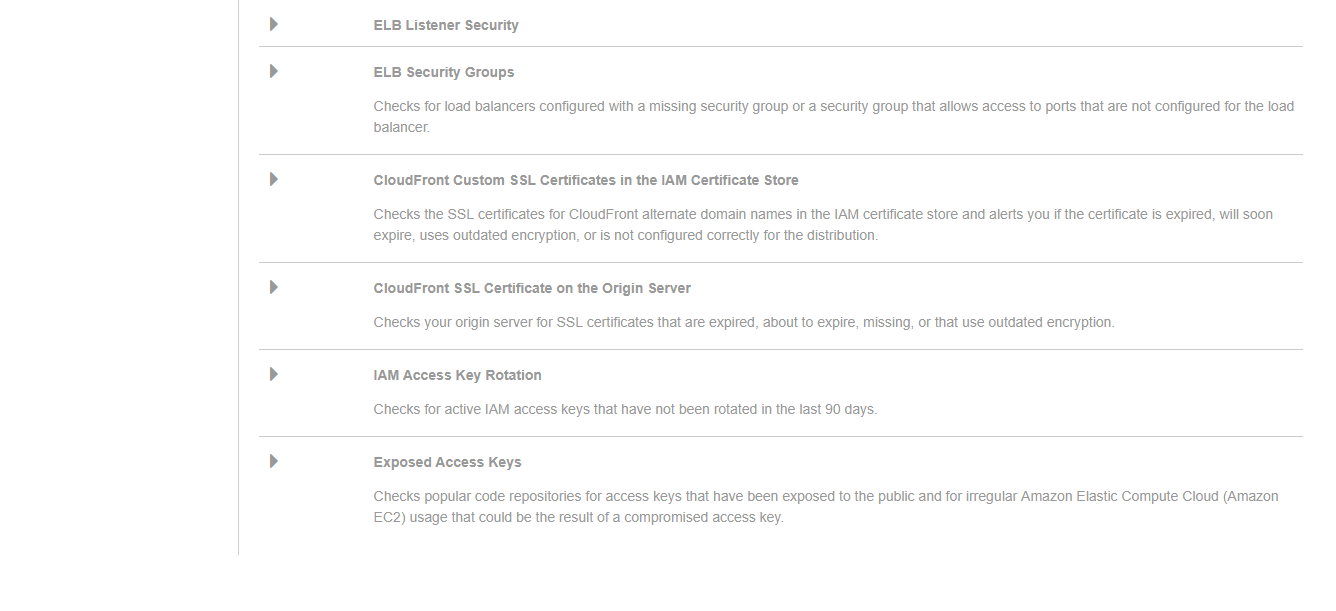 ELB Listener Security
ELB Security Groups
Checks for load balancers configured with a missing security group or a security group that allows access to ports that are not configured for the load
balancer.
CloudFront Custom SSL Certificates in the IAM Certificate Store
Checks the SSL certificates for CloudFront alternate domain names in the IAM certificate store and alerts you if the certificate is expired, will soon
expire, uses outdated encryption, or is not configured correctly for the distribution.
CloudFront SSL Certificate on the Origin Server
Checks your origin server for SSL certificates that are expired, about to expire, missing, or that use outdated encryption.
IAM Access Key Rotation
Checks for active IAM access keys that have not been rotated in the last 90 days.
Exposed Access Keys
Checks popular code repositories for access keys that have been exposed to the public and for irregular Amazon Elastic Compute Cloud (Amazon
EC2) usage that could be the result of a compromised access key.